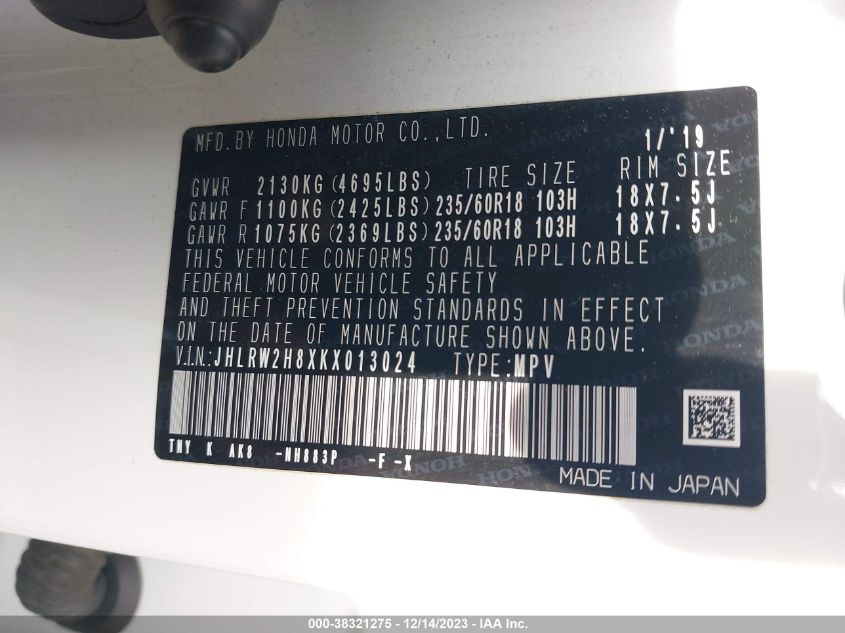 MFD.BY HONDA MOTOR CO.,LTD. 1/'19
GVWR 2130KG(4695LBS) TIRE SIZE RIM SIZE
GAWR F 1100KG(2425LBS) 235/60R18 103H 18X7.5J
GAWR R 1075KG(2369LBS) 235/60R18 103H 18X7.5J
THIS VEHICLE CONFORMS TO ALL APPLICABLE
FEDERAL MOTOR VEHICLE SAFETY
AND THEFT PREVENTION STANDARDS IN EFFECT
ON THE DATE OF MANUFACTURE SHOWN ABOVE.
V.IN.:JHLRW2H8XKX013024 TYPE:MPV
TNY K AK8 -NH883P -F -X
MADE IN JAPAN
000-38321275 - 12/14/2023 - IAA Inc.